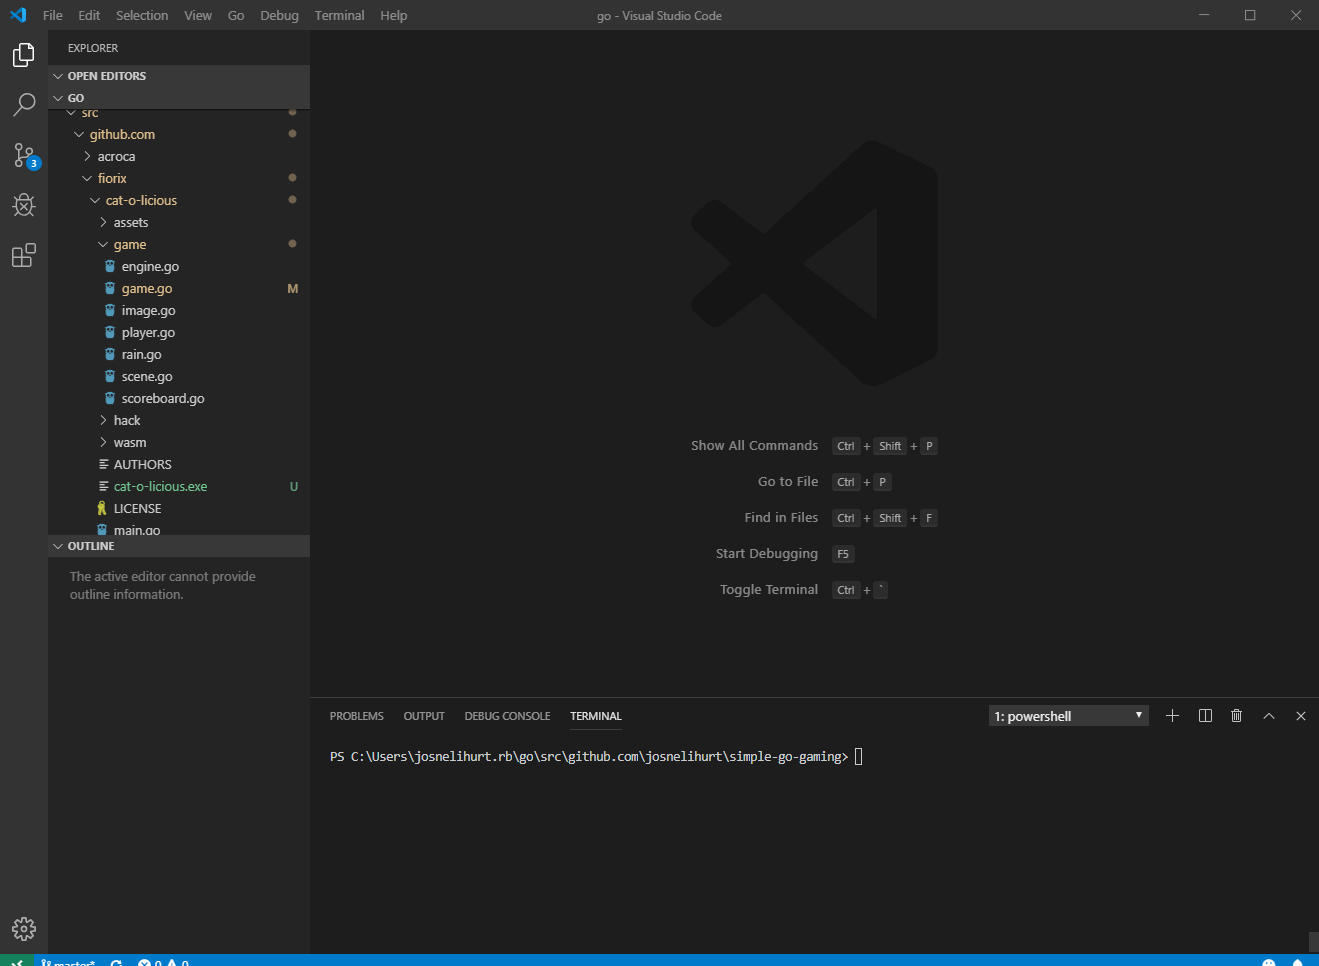 File Edit Selection View Go Debug Terminal Help
go - Visual Studio Code
EXPLORER
OPEN EDITORS
GO
src
github.com
acroca
fiorix
cat-o-licious
assets
game
engine.go
game.go M
image.go
player.go
rain.go
scene.go
scoreboard.go
hack
wasm
AUTHORS
cat-o-licious.exe U
LICENSE
main.go
OUTLINE
The active editor cannot provide
outline information.
3
Show All Commands Ctrl + Shift + P
Go to File Ctrl + P
Find in Files Ctrl + Shift + F
Start Debugging F5
Toggle Terminal Ctrl + `
PROBLEMS OUTPUT DEBUG CONSOLE TERMINAL
1: powershell
PS C:\Users\josnelihurt.rb\go\src\github.com\josnelihurt\simple-go-gaming>
master* 0 0